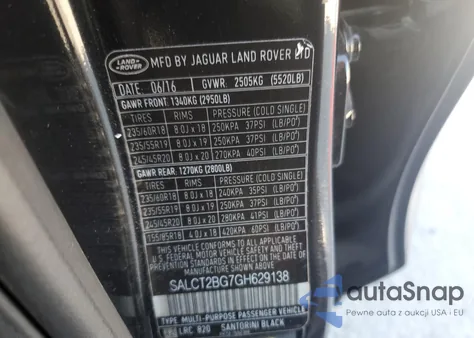 LAND ROVER
MFD BY JAGUAR LAND ROVER LTD
DATE: 06/16 GVWR: 2505KG (5520LB)
GAWR FRONT: 1340KG (2950LB)
TIRES RIMS PRESSURE (COLD SINGLE)
235/60R18 8.0J x 18 250KPA 37PSI (LB/PO²)
235/55R19 8.0J x 19 250KPA 37PSI (LB/PO²)
245/45R20 8.0J x 20 270KPA 40PSI (LB/PO²)
GAWR REAR: 1270KG (2800LB)
TIRES RIMS PRESSURE (COLD SINGLE)
235/60R18 8.0J x 18 240KPA 35PSI (LB/PO²)
235/55R19 8.0J x 19 250KPA 37PSI (LB/PO²)
245/45R20 8.0J x 20 280KPA 41PSI (LB/PO²)
155/85R18 4.0J x 18 420KPA 60PSI (LB/PO²)
THIS VEHICLE CONFORMS TO ALL APPLICABLE
U.S. FEDERAL MOTOR VEHICLE SAFETY AND THEFT
PREVENTION STANDARDS IN EFFECT ON THE DATE
OF MANUFACTURE SHOWN ABOVE.
SALCT2BG7GH629138
TYPE: MULTI-PURPOSE PASSENGER VEHICLE
LRC 820 SANTORINI BLACK
autoSnap
Архів аукціонів США і EU